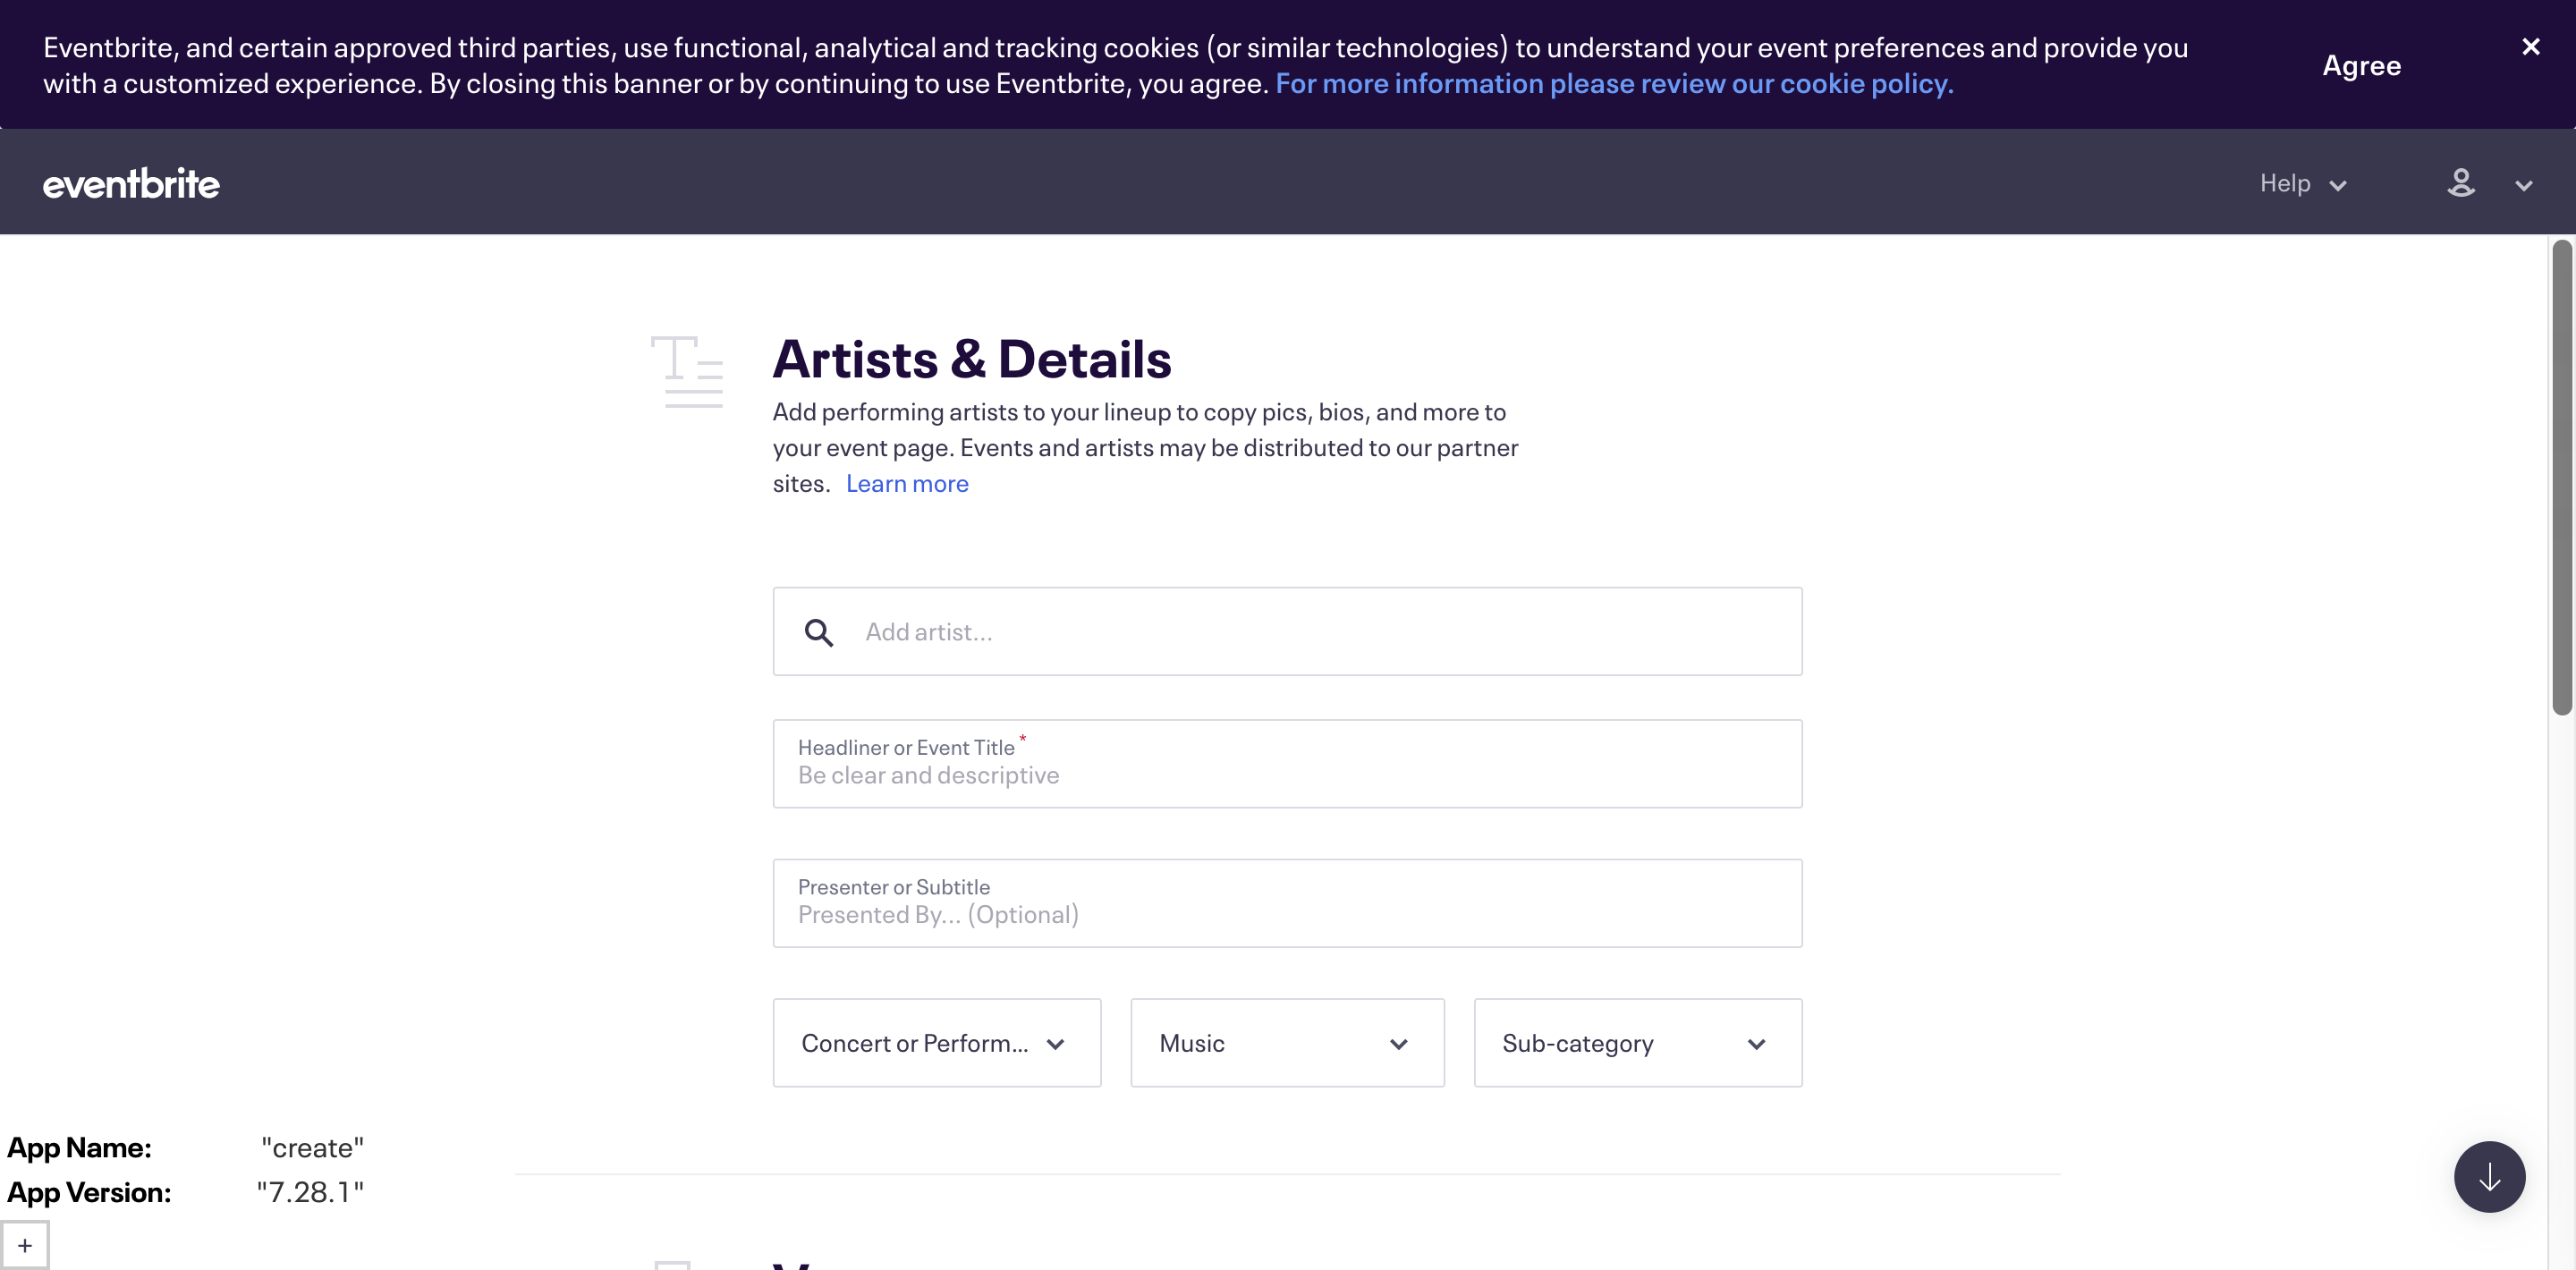 Eventbrite, and certain approved third parties, use functional, analytical and tracking cookies (or similar technologies) to understand your event preferences and provide you
with a customized experience. By closing this banner or by continuing to use Eventbrite, you agree. For more information please review our cookie policy.
Agree
eventbrite
Help
Artists & Details
Add performing artists to your lineup to copy pics, bios, and more to
your event page. Events and artists may be distributed to our partner
sites. Learn more
Add artist...
Headliner or Event Title *
Be clear and descriptive
Presenter or Subtitle
Presented By... (Optional)
Concert or Perform...
Music
Sub-category
App Name: "create"
App Version: "7.28.1"
+